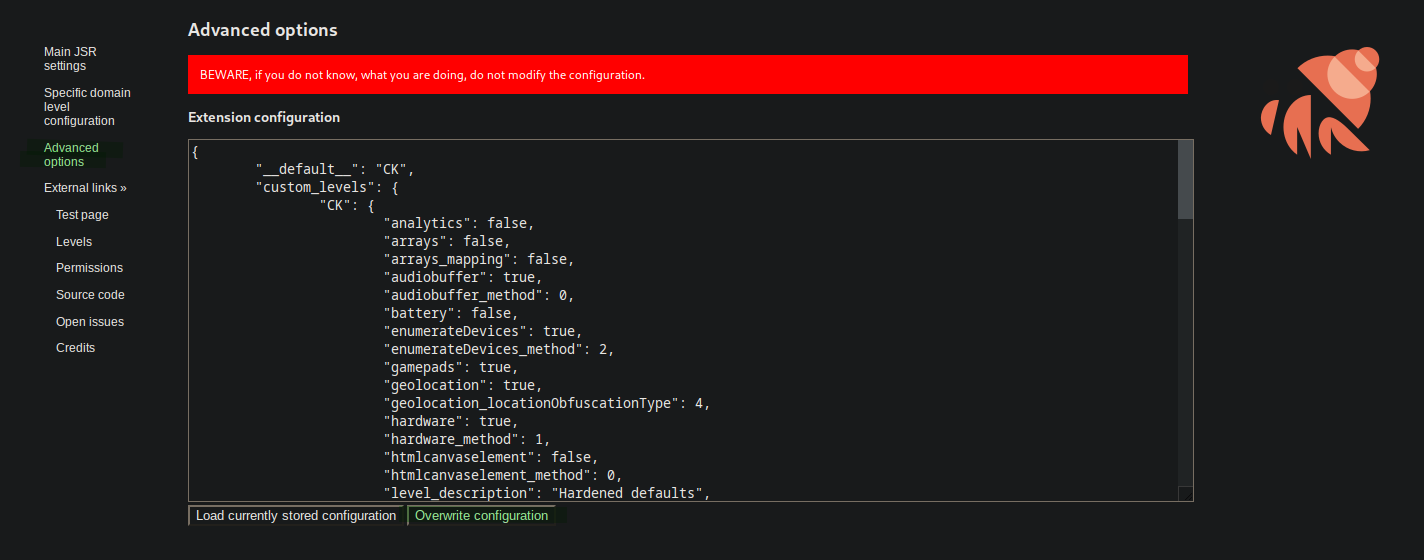 Advanced options
Main JSR
settings
Specific domain
level
configuration
Advanced
options
External links »
Test page
Levels
Permissions
Source code
Open issues
Credits
BEWARE, if you do not know, what you are doing, do not modify the configuration.
Extension configuration
{
"__default__": "CK",
"custom_levels": {
"CK": {
"analytics": false,
"arrays": false,
"arrays_mapping": false,
"audiobuffer": true,
"audiobuffer_method": 0,
"battery": false,
"enumerateDevices": true,
"enumerateDevices_method": 2,
"gamepads": true,
"geolocation": true,
"geolocation_locationObfuscationType": 4,
"hardware": true,
"hardware_method": 1,
"htmlcanvaselement": false,
"htmlcanvaselement_method": 0,
"level_description": "Hardened defaults",
Load currently stored configuration
Overwrite configuration